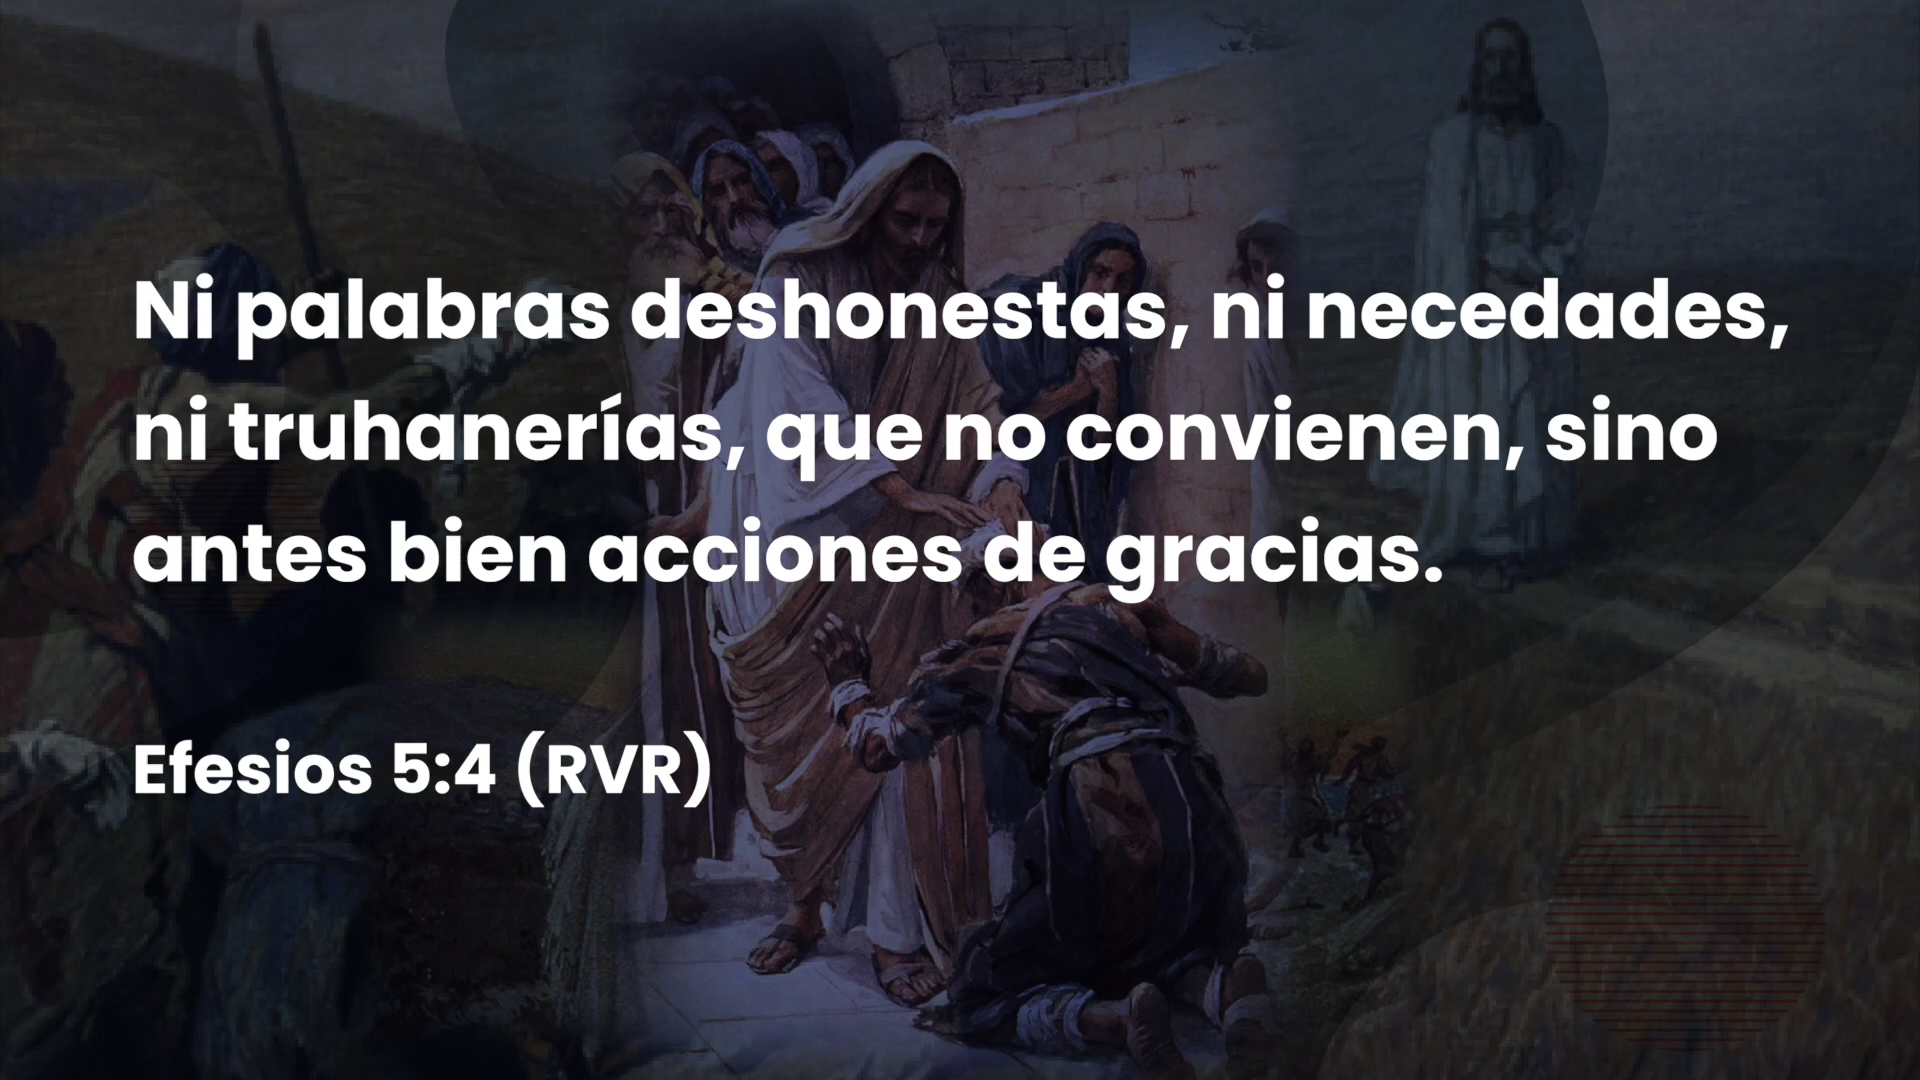 Ni palabras deshonestas, ni necedades,
ni truhanerías, que no convienen, sino
antes bien acciones de gracias.
Efesios 5:4 (RVR)